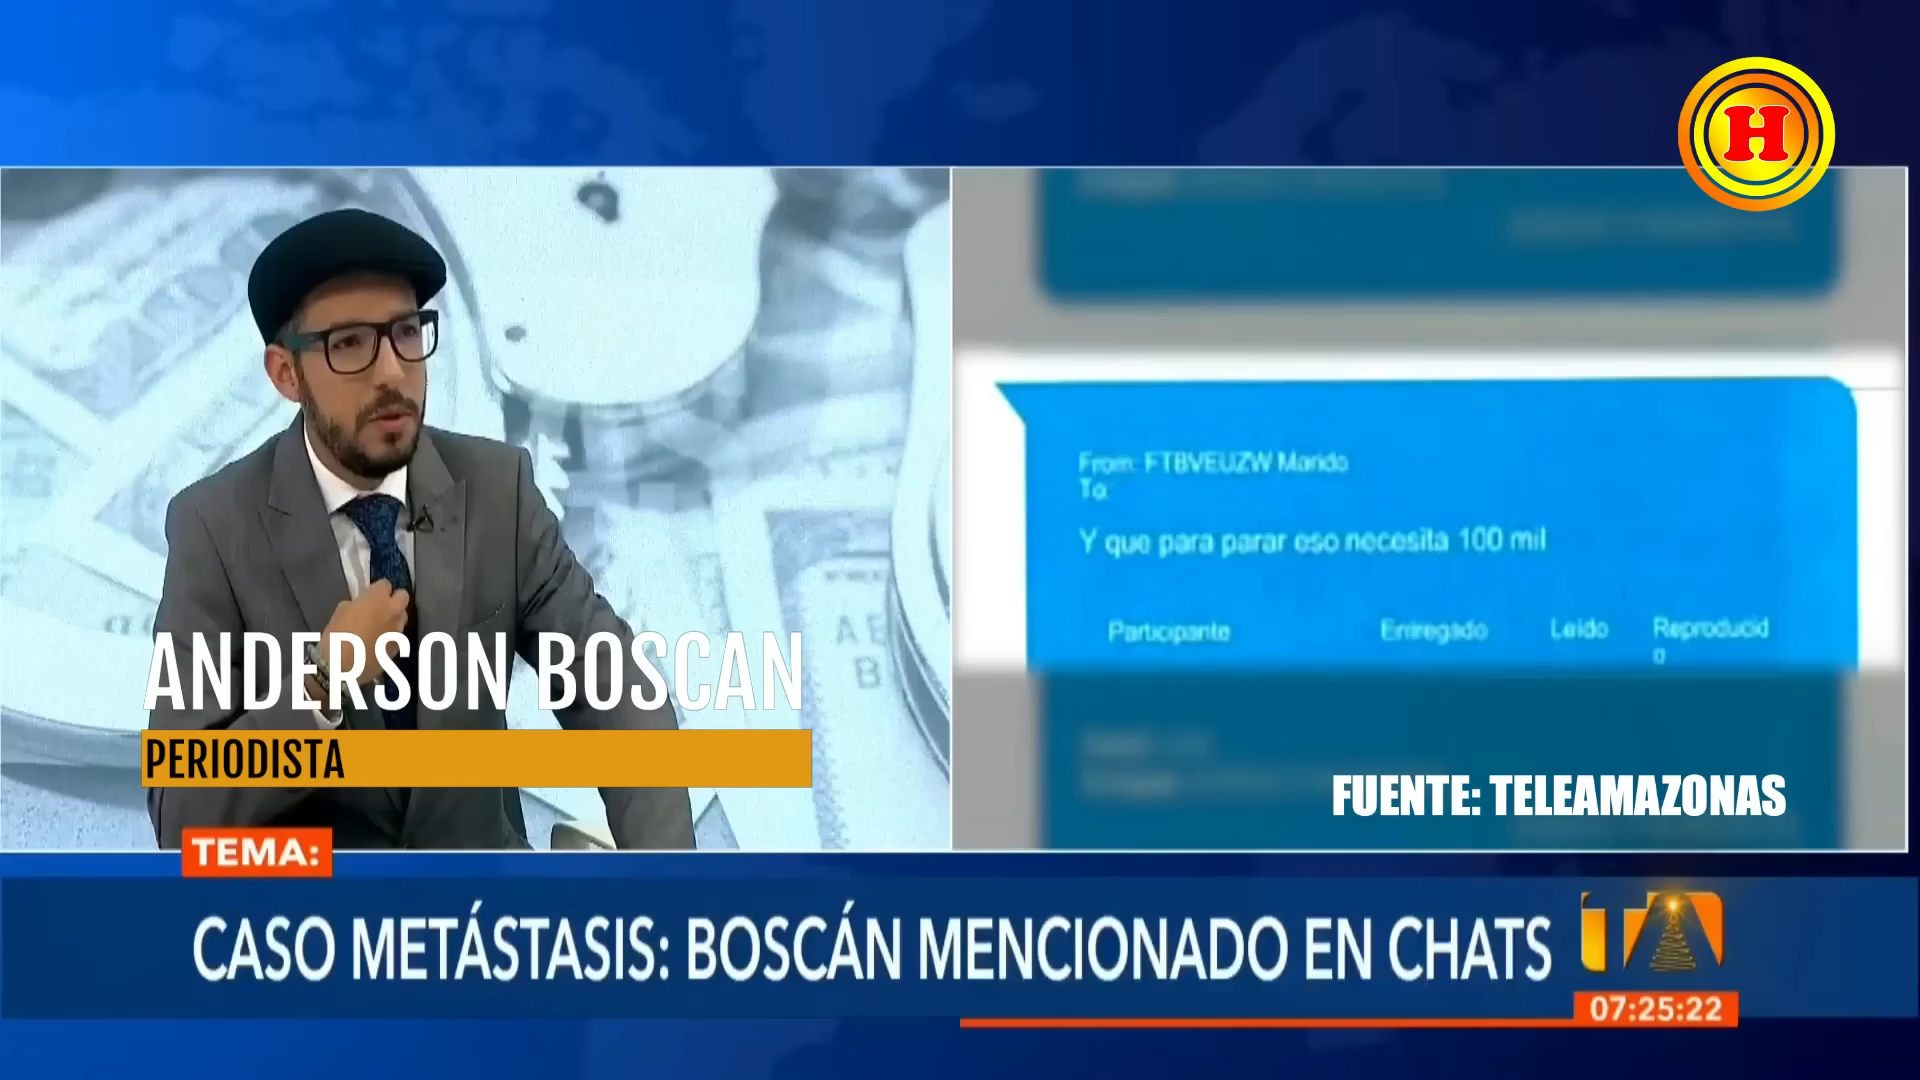 H
From: FTBVEUZW Marido
To:
Y que para parar eso necesita 100 mil
Participante Entregado Leído Reproducid
o
ANDERSON BOSCAN
PERIODISTA
FUENTE: TELEAMAZONAS
TEMA:
CASO METÁSTASIS: BOSCÁN MENCIONADO EN CHATS
07:25:22